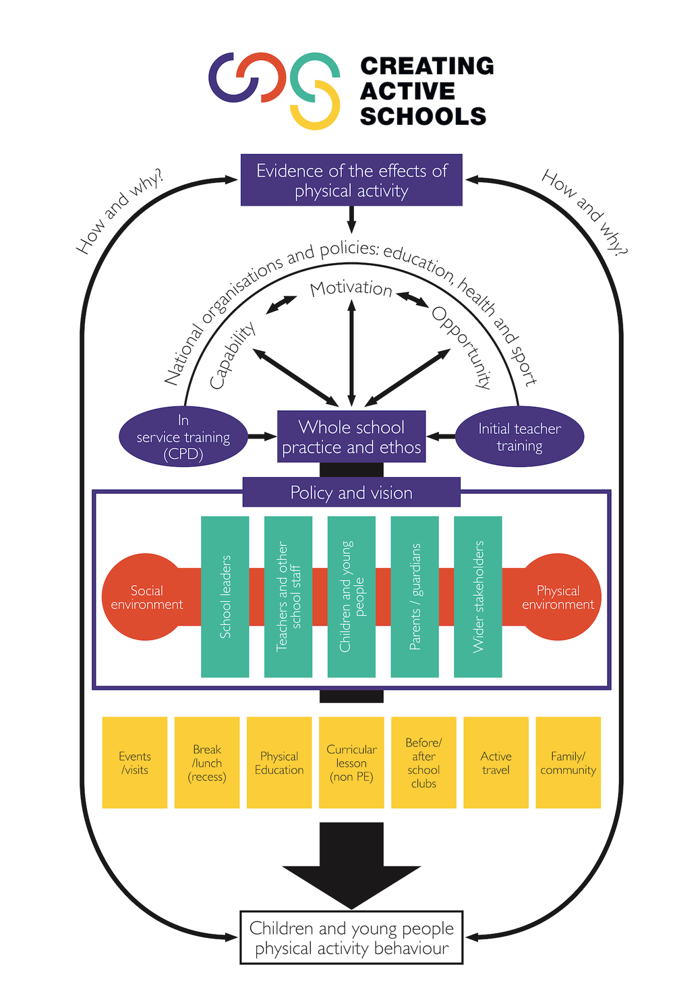 CREATING
ACTIVE
SCHOOLS
Evidence of the effects of
physical activity
How and why?
How and why?
National organisations and policies: education, health and sport
Motivation
Capability
Opportunity
In
service training
(CPD)
Whole school
practice and ethos
Initial teacher
training
Policy and vision
Social
environment
School leaders
Teachers and other
school staff
Children and young
people
Parents / guardians
Wider stakeholders
Physical
environment
Events
/visits
Break
/lunch
(recess)
Physical
Education
Curricular
lesson
(non PE)
Before/
after
school
clubs
Active
travel
Family/
community
Children and young people
physical activity behaviour